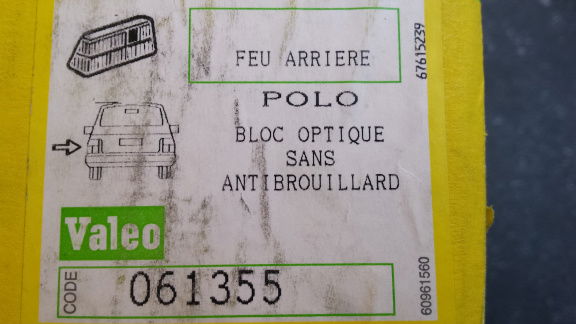 FEU ARRIERE
67615239
POLO
BLOC OPTIQUE
SANS
ANTIBROUILLARD
Valeo
CODE
061355
60961560